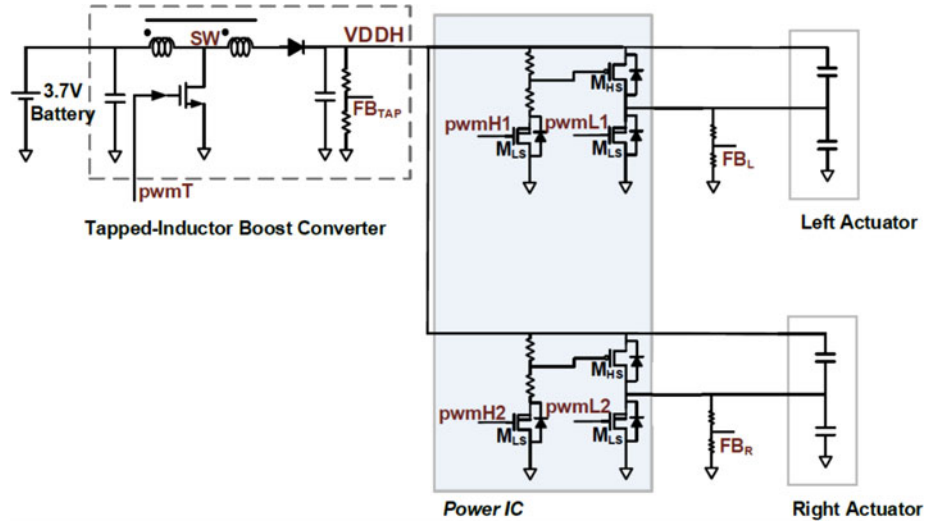 SW
VDDH
3.7V
Battery
FBTAP
pwmT
Tapped-Inductor Boost Converter
MHS
pwmH1
pwmL1
MLS
MLS
FBL
Left Actuator
MHS
pwmH2
pwmL2
MLS
MLS
FBR
Power IC
Right Actuator